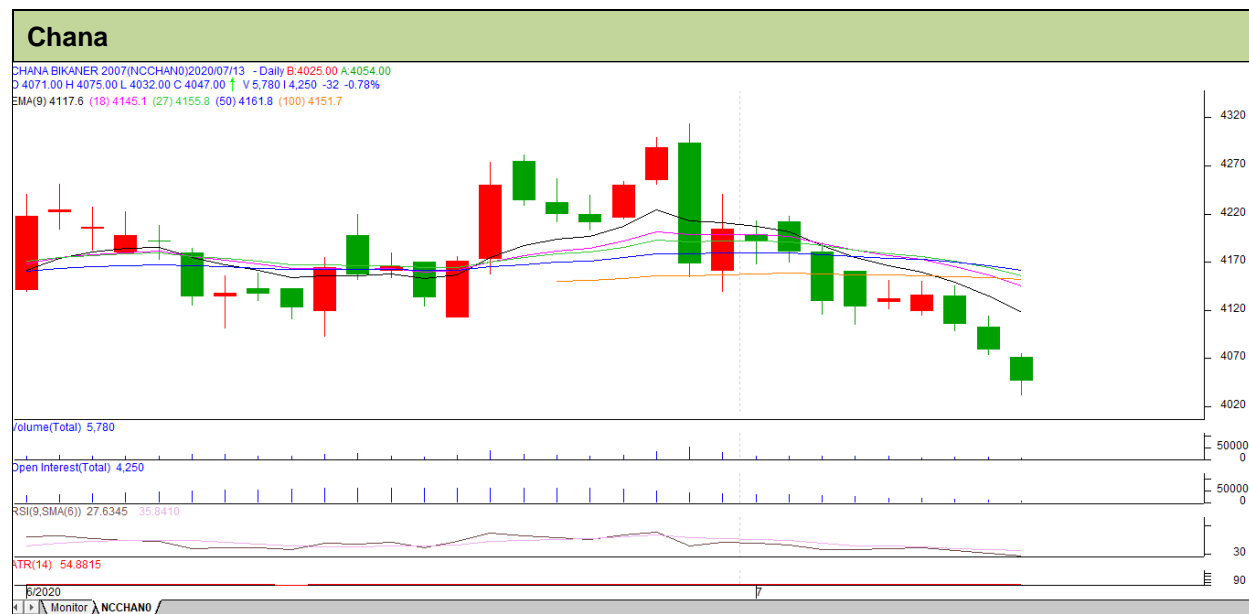 Chana
CHANA BIKANER 2007(NCCHAN0)2020/07/13 - Daily B:4025.00 A:4054.00
O 4071.00 H 4075.00 L 4032.00 C 4047.00 V 5,780 I 4,250 -32 -0.78%
EMA(9) 4117.6 (18) 4145.1 (27) 4155.8 (50) 4161.8 (100) 4151.7
4320
4270
4220
4170
4120
4070
4020
Volume(Total) 5,780
50000
0
Open Interest(Total) 4,250
50000
0
RSI(9,SMA(6)) 27.6345 35.8410
30
ATR(14) 54.8815
90
6/2020 7
Monitor NCCHAN0